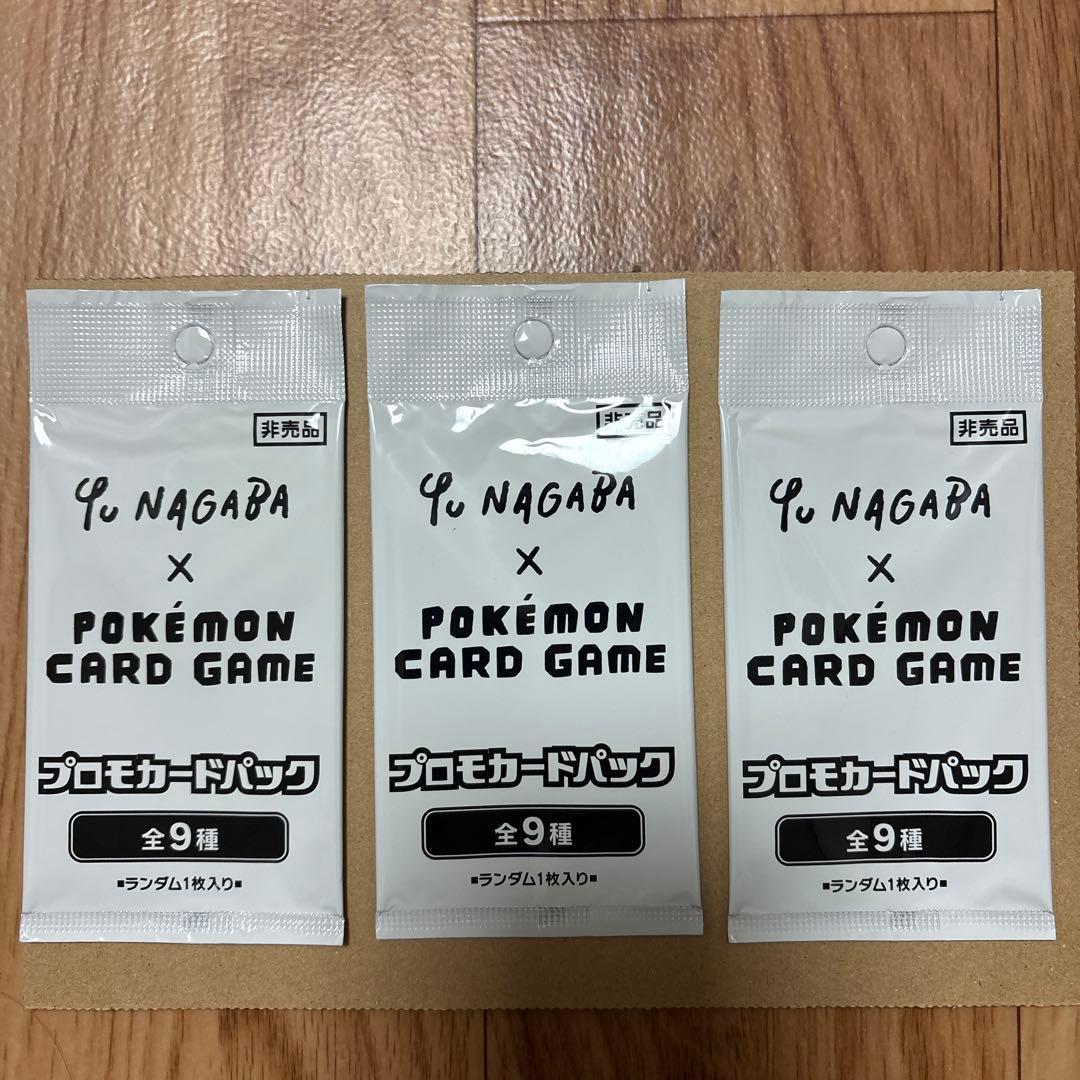 非売品
Yu NAGABA
×
POKÉMON
CARD GAME
プロモカードパック
全9種
■ランダム1枚入り■
非売品
Yu NAGABA
×
POKÉMON
CARD GAME
プロモカードパック
全9種
■ランダム1枚入り■
非売品
Yu NAGABA
×
POKÉMON
CARD GAME
プロモカードパック
全9種
■ランダム1枚入り■